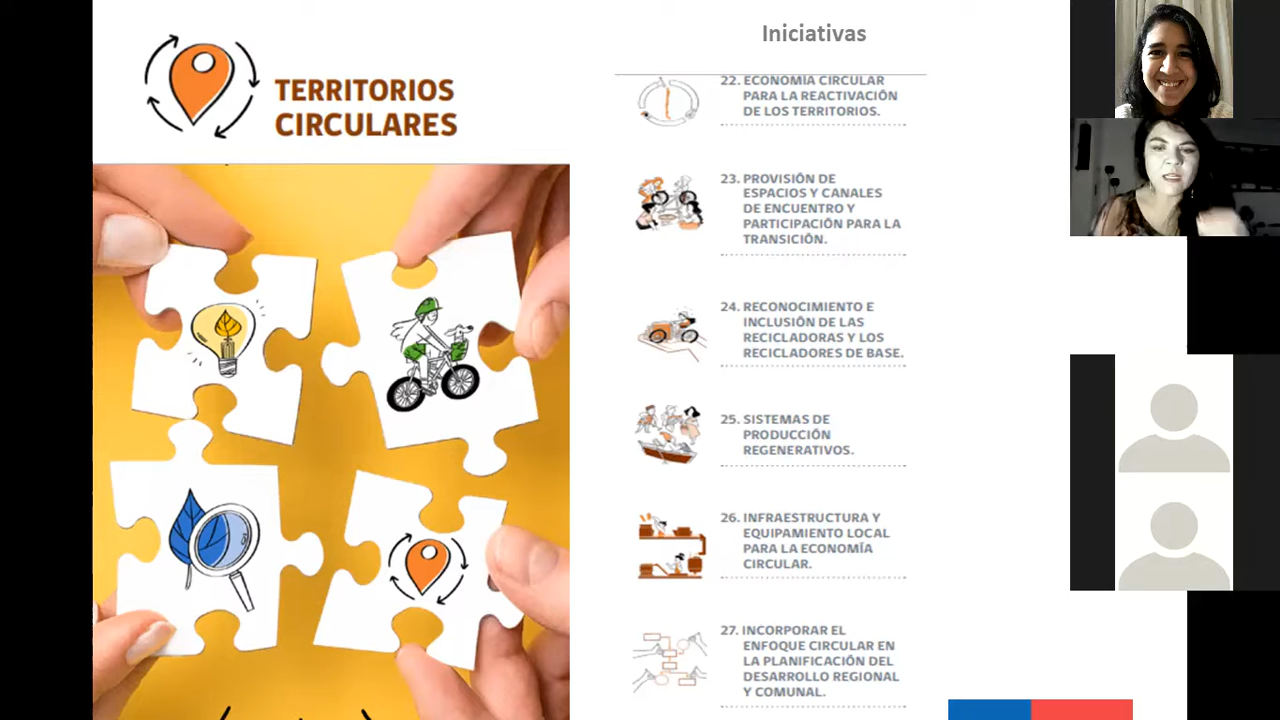 TERRITORIOS
CIRCULARES
Iniciativas
22. ECONOMÍA CIRCULAR
PARA LA REACTIVACIÓN
DE LOS TERRITORIOS.
23. PROVISIÓN DE
ESPACIOS Y CANALES
DE ENCUENTRO Y
PARTICIPACIÓN PARA LA
TRANSICIÓN.
24. RECONOCIMIENTO E
INCLUSIÓN DE LAS
RECICLADORAS Y LOS
RECICLADORES DE BASE.
25. SISTEMAS DE
PRODUCCIÓN
REGENERATIVOS.
26. INFRAESTRUCTURA Y
EQUIPAMIENTO LOCAL
PARA LA ECONOMÍA
CIRCULAR.
27. INCORPORAR EL
ENFOQUE CIRCULAR EN
LA PLANIFICACIÓN DEL
DESARROLLO REGIONAL
Y COMUNAL.